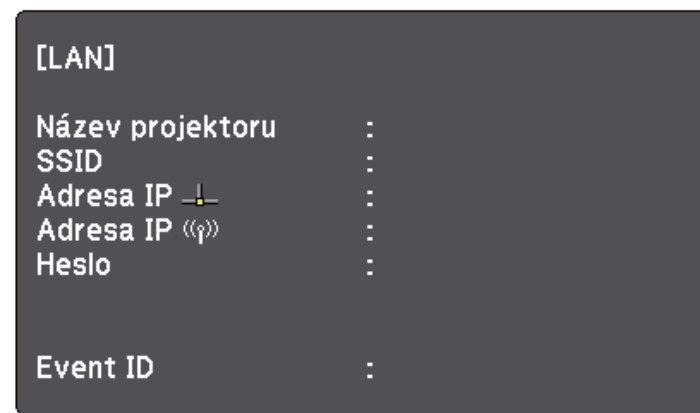 [LAN]
Název projektoru :
SSID :
Adresa IP :
Adresa IP :
Heslo :
Event ID :